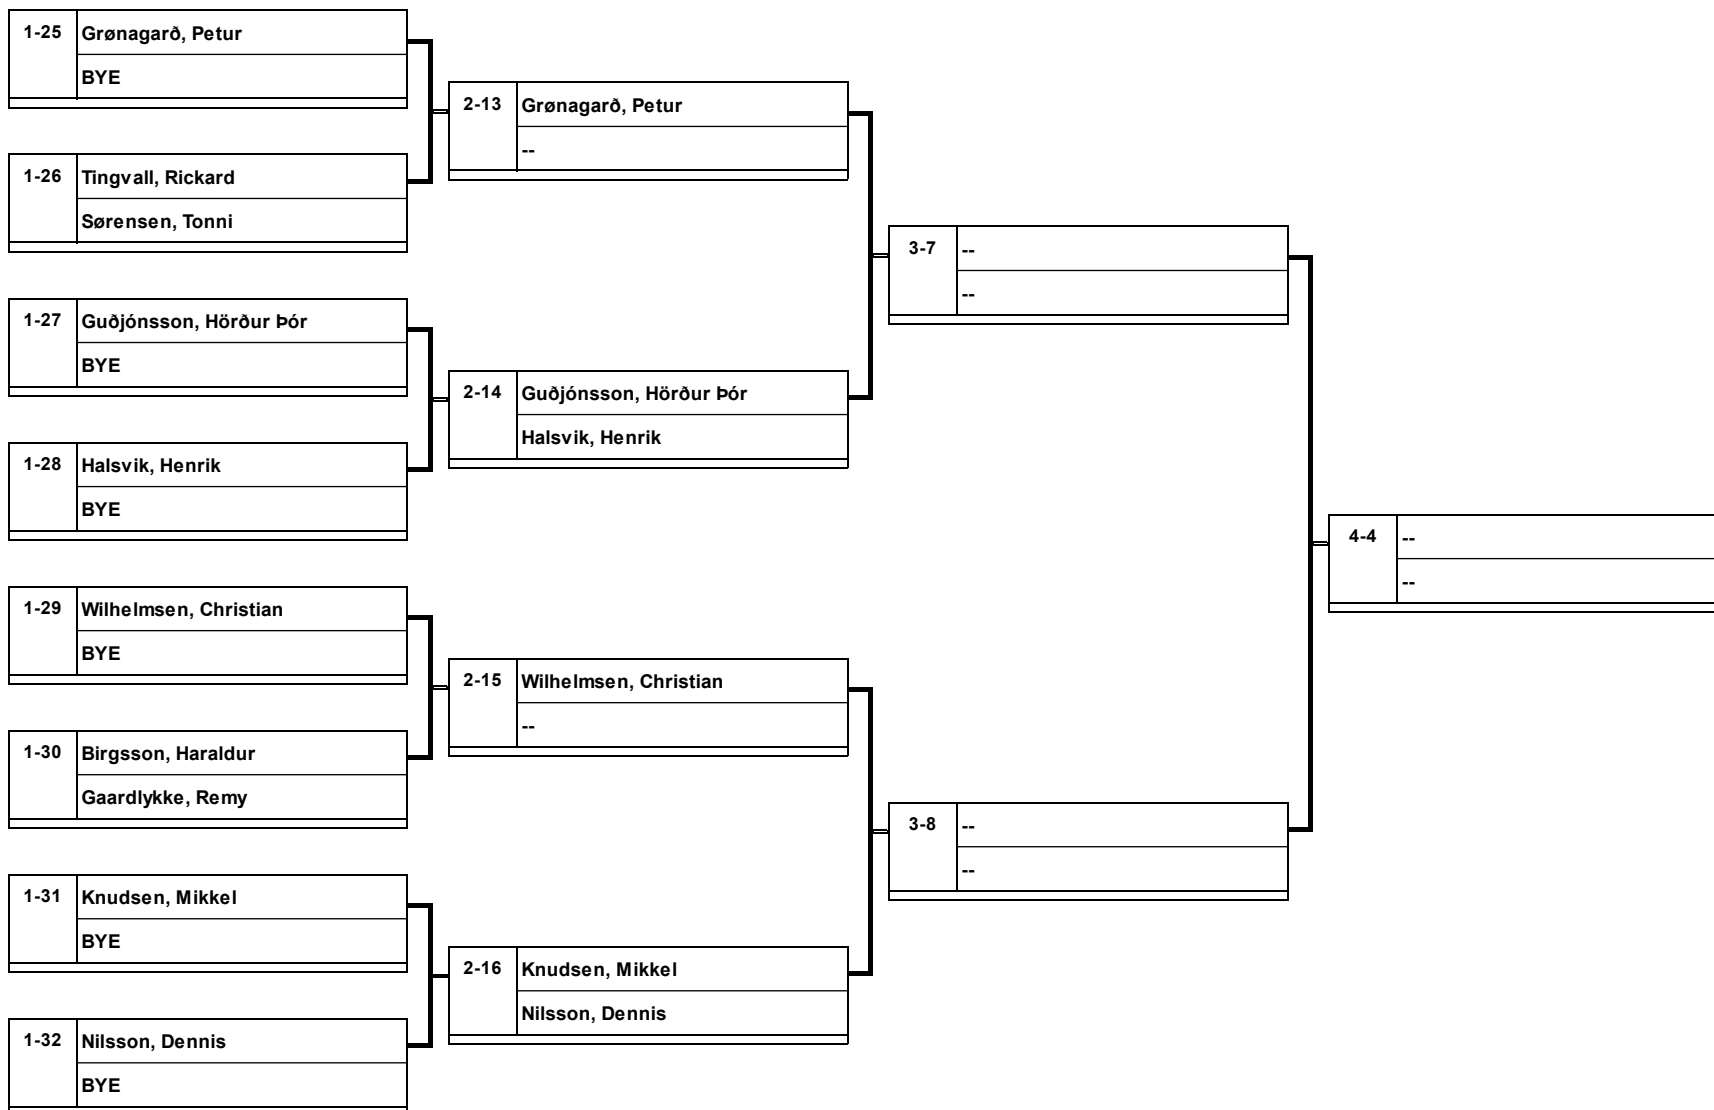 1-25
Grønagarð, Petur
BYE
1-26
Tingvall, Rickard
Sørensen, Tonni
1-27
Guðjónsson, Hörður Þór
BYE
1-28
Halsvik, Henrik
BYE
1-29
Wilhelmsen, Christian
BYE
1-30
Birgsson, Haraldur
Gaardlykke, Remy
1-31
Knudsen, Mikkel
BYE
1-32
Nilsson, Dennis
BYE
2-13
Grønagarð, Petur
--
2-14
Guðjónsson, Hörður Þór
Halsvik, Henrik
2-15
Wilhelmsen, Christian
--
2-16
Knudsen, Mikkel
Nilsson, Dennis
3-7
--
--
3-8
--
--
4-4
--
--